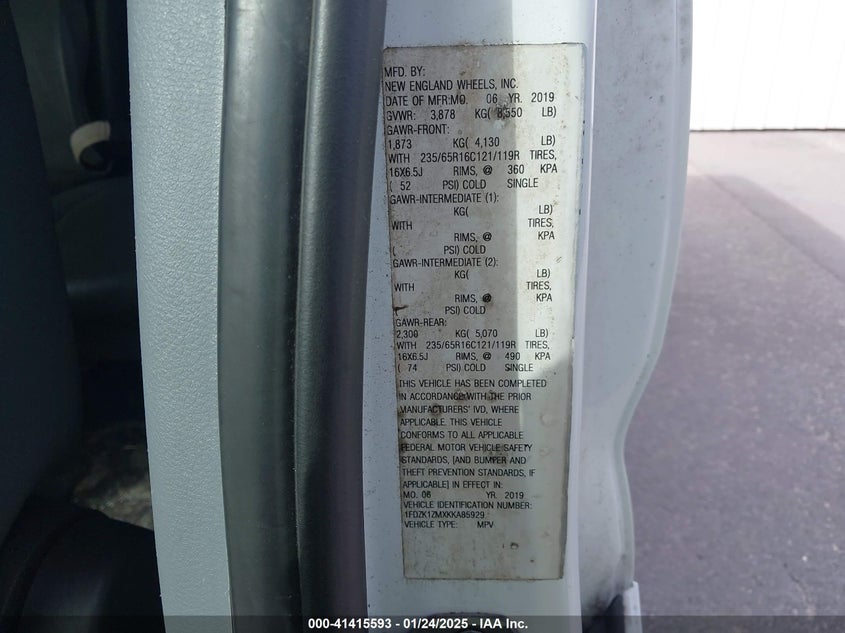 MFD. BY:
NEW ENGLAND WHEELS, INC.
DATE OF MFR: MO. 06 YR. 2019
GVWR: 3,878 KG( 8,550 LB)
GAWR-FRONT:
1,873 KG( 4,130 LB)
WITH 235/65R16C121/119R TIRES,
16X6.5J RIMS, @ 360 KPA
( 52 PSI) COLD SINGLE
GAWR-INTERMEDIATE (1):
KG( LB)
WITH TIRES,
RIMS, @ KPA
( PSI) COLD
GAWR-INTERMEDIATE (2):
KG( LB)
WITH TIRES,
RIMS, @ KPA
( PSI) COLD
GAWR-REAR:
2,300 KG( 5,070 LB)
WITH 235/65R16C121/119R TIRES,
16X6.5J RIMS, @ 490 KPA
( 74 PSI) COLD SINGLE
THIS VEHICLE HAS BEEN COMPLETED
IN ACCORDANCE WITH THE PRIOR
MANUFACTURERS' IVD, WHERE
APPLICABLE. THIS VEHICLE
CONFORMS TO ALL APPLICABLE
FEDERAL MOTOR VEHICLE SAFETY
STANDARDS, [AND BUMPER AND
THEFT PREVENTION STANDARDS, IF
APPLICABLE] IN EFFECT IN:
MO. 06 YR. 2019
VEHICLE IDENTIFICATION NUMBER:
1FDZK1ZMXKKA85929
VEHICLE TYPE: MPV
000-41415593 - 01/24/2025 - IAA Inc.